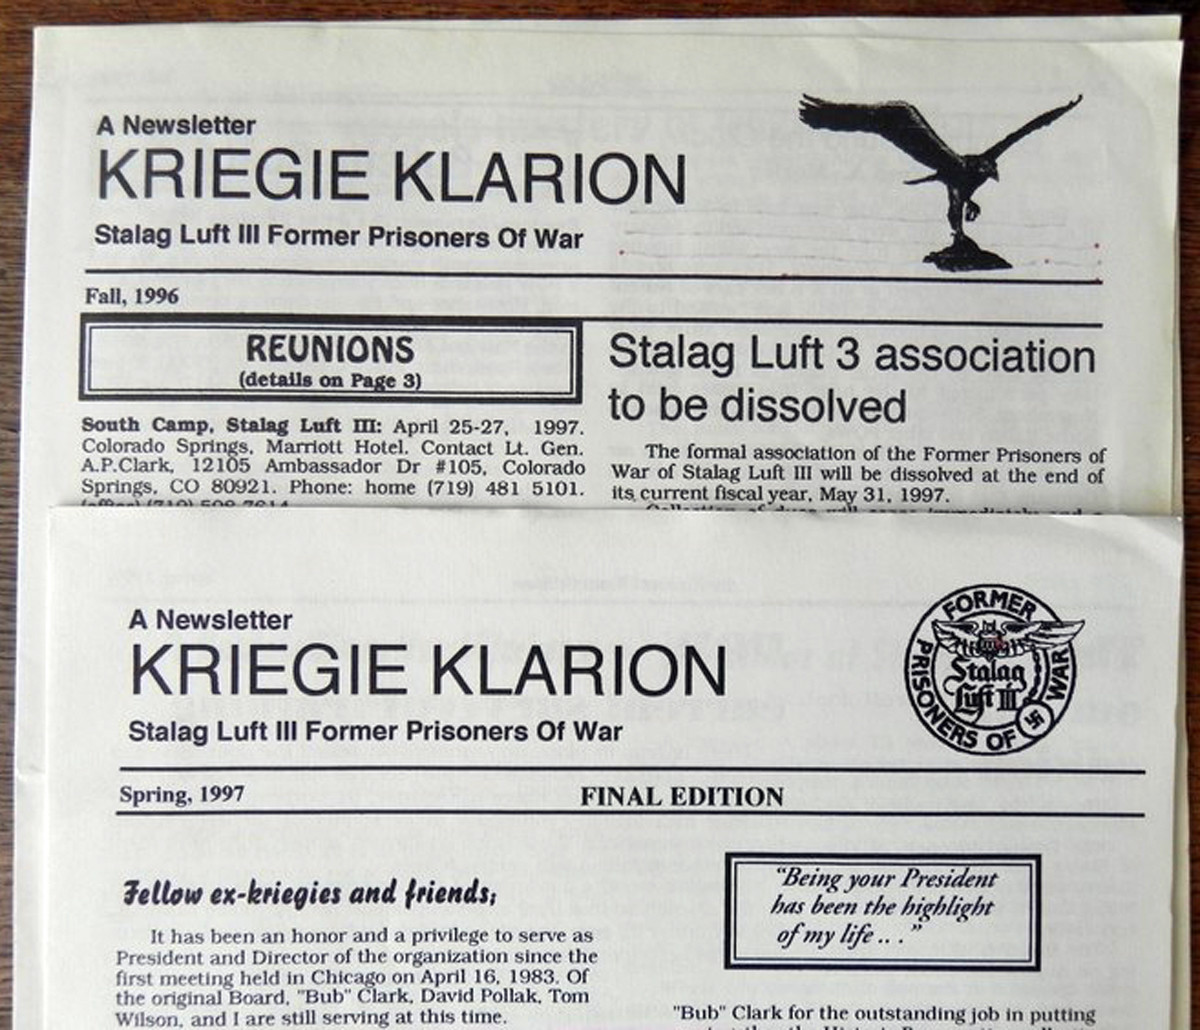 A Newsletter
KRIEGIE KLARION
Stalag Luft III Former Prisoners Of War
Fall, 1996
REUNIONS
(details on Page 3)
South Camp, Stalag Luft III: April 25-27, 1997.
Colorado Springs, Marriott Hotel. Contact Lt. Gen.
A.P.Clark, 12105 Ambassador Dr #105, Colorado
Springs, CO 80921. Phone: home (719) 481 5101.
Stalag Luft 3 association
to be dissolved
The formal association of the Former Prisoners of
War of Stalag Luft III will be dissolved at the end of
its current fiscal year, May 31, 1997.
A Newsletter
KRIEGIE KLARION
Stalag Luft III Former Prisoners Of War
FORMER
PRISONERS OF WAR
Stalag
Luft III
Spring, 1997
FINAL EDITION
Fellow ex-kriegies and friends,
It has been an honor and a privilege to serve as
President and Director of the organization since the
first meeting held in Chicago on April 16, 1983. Of
the original Board, "Bub" Clark, David Pollak, Tom
Wilson, and I are still serving at this time.
"Being your President
has been the highlight
of my life . . ."
"Bub" Clark for the outstanding job in putting